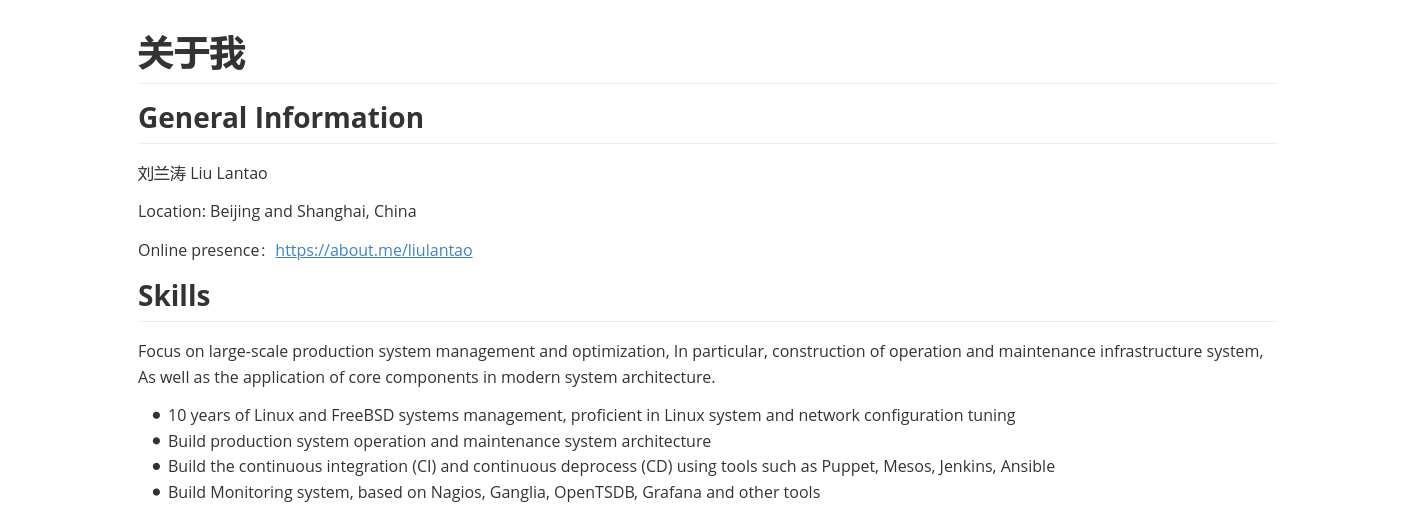 关于我
General Information
刘兰涛 Liu Lantao
Location: Beijing and Shanghai, China
Online presence：https://about.me/liulantao
Skills
Focus on large-scale production system management and optimization, In particular, construction of operation and maintenance infrastructure system,
As well as the application of core components in modern system architecture.
● 10 years of Linux and FreeBSD systems management, proficient in Linux system and network configuration tuning
● Build production system operation and maintenance system architecture
● Build the continuous integration (CI) and continuous deprocess (CD) using tools such as Puppet, Mesos, Jenkins, Ansible
● Build Monitoring system, based on Nagios, Ganglia, OpenTSDB, Grafana and other tools